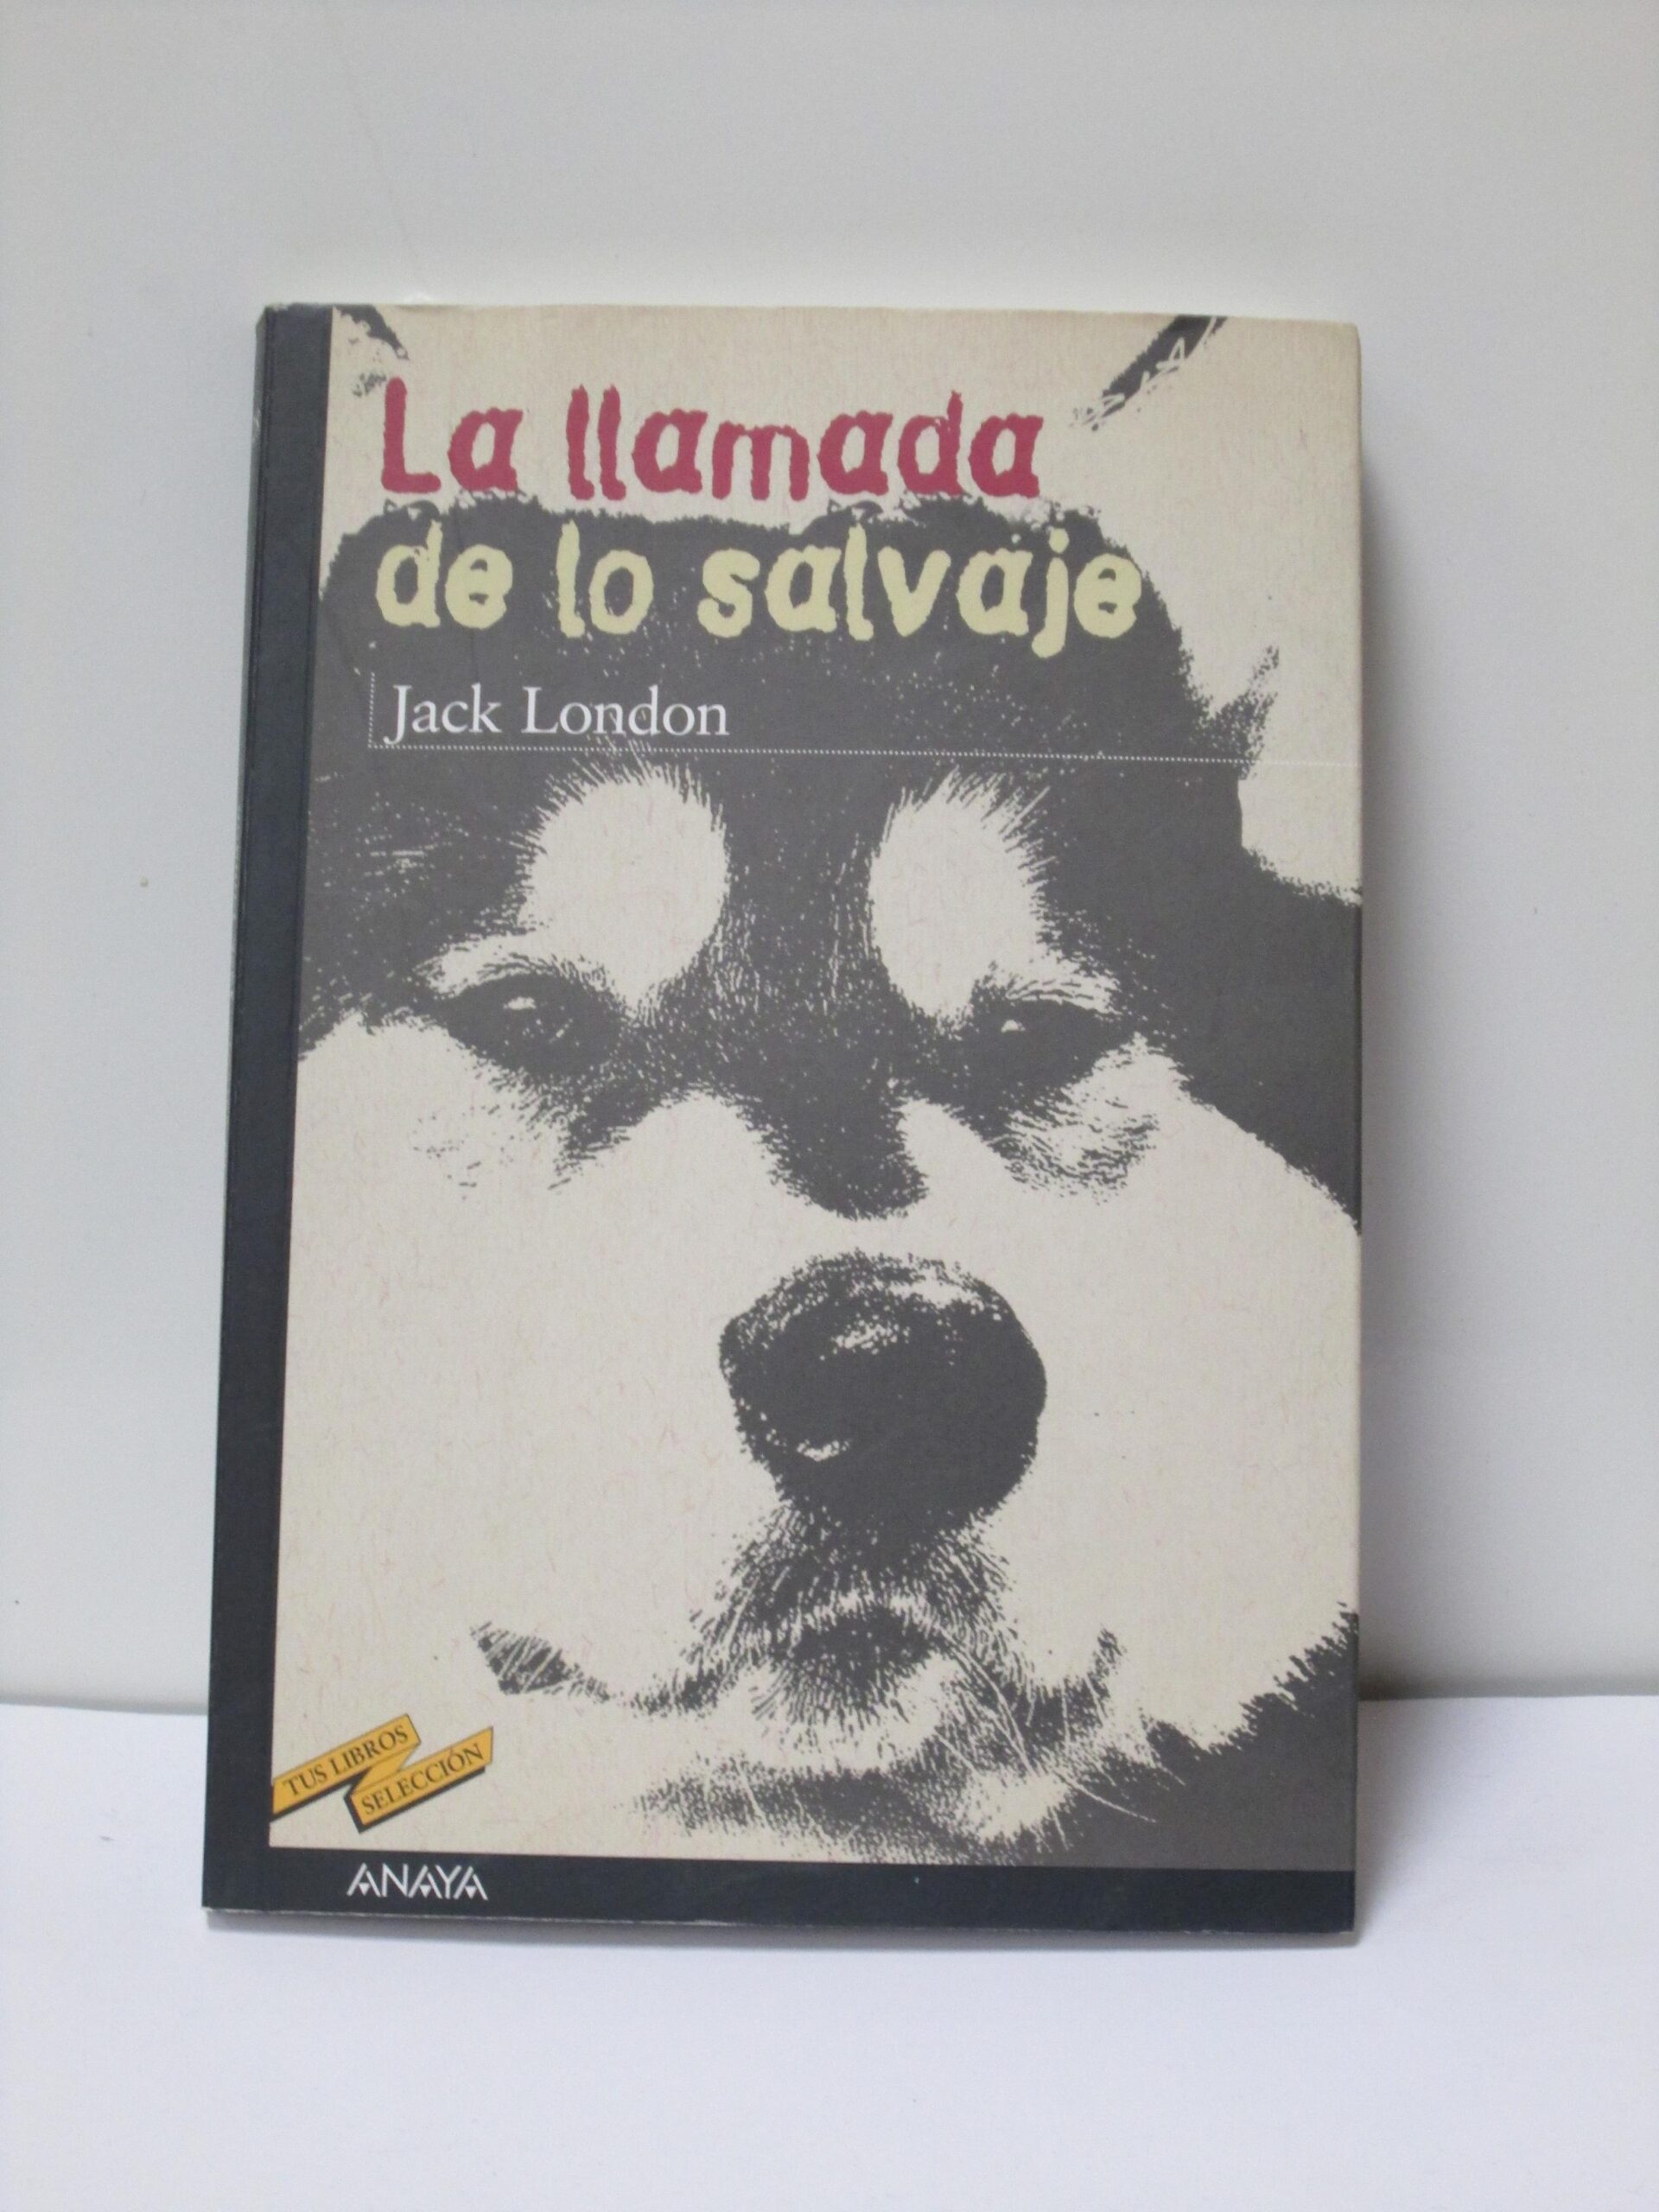 La llamada
de lo salvaje
Jack London
TUS LIBROS
SELECCIÓN
ANAYA